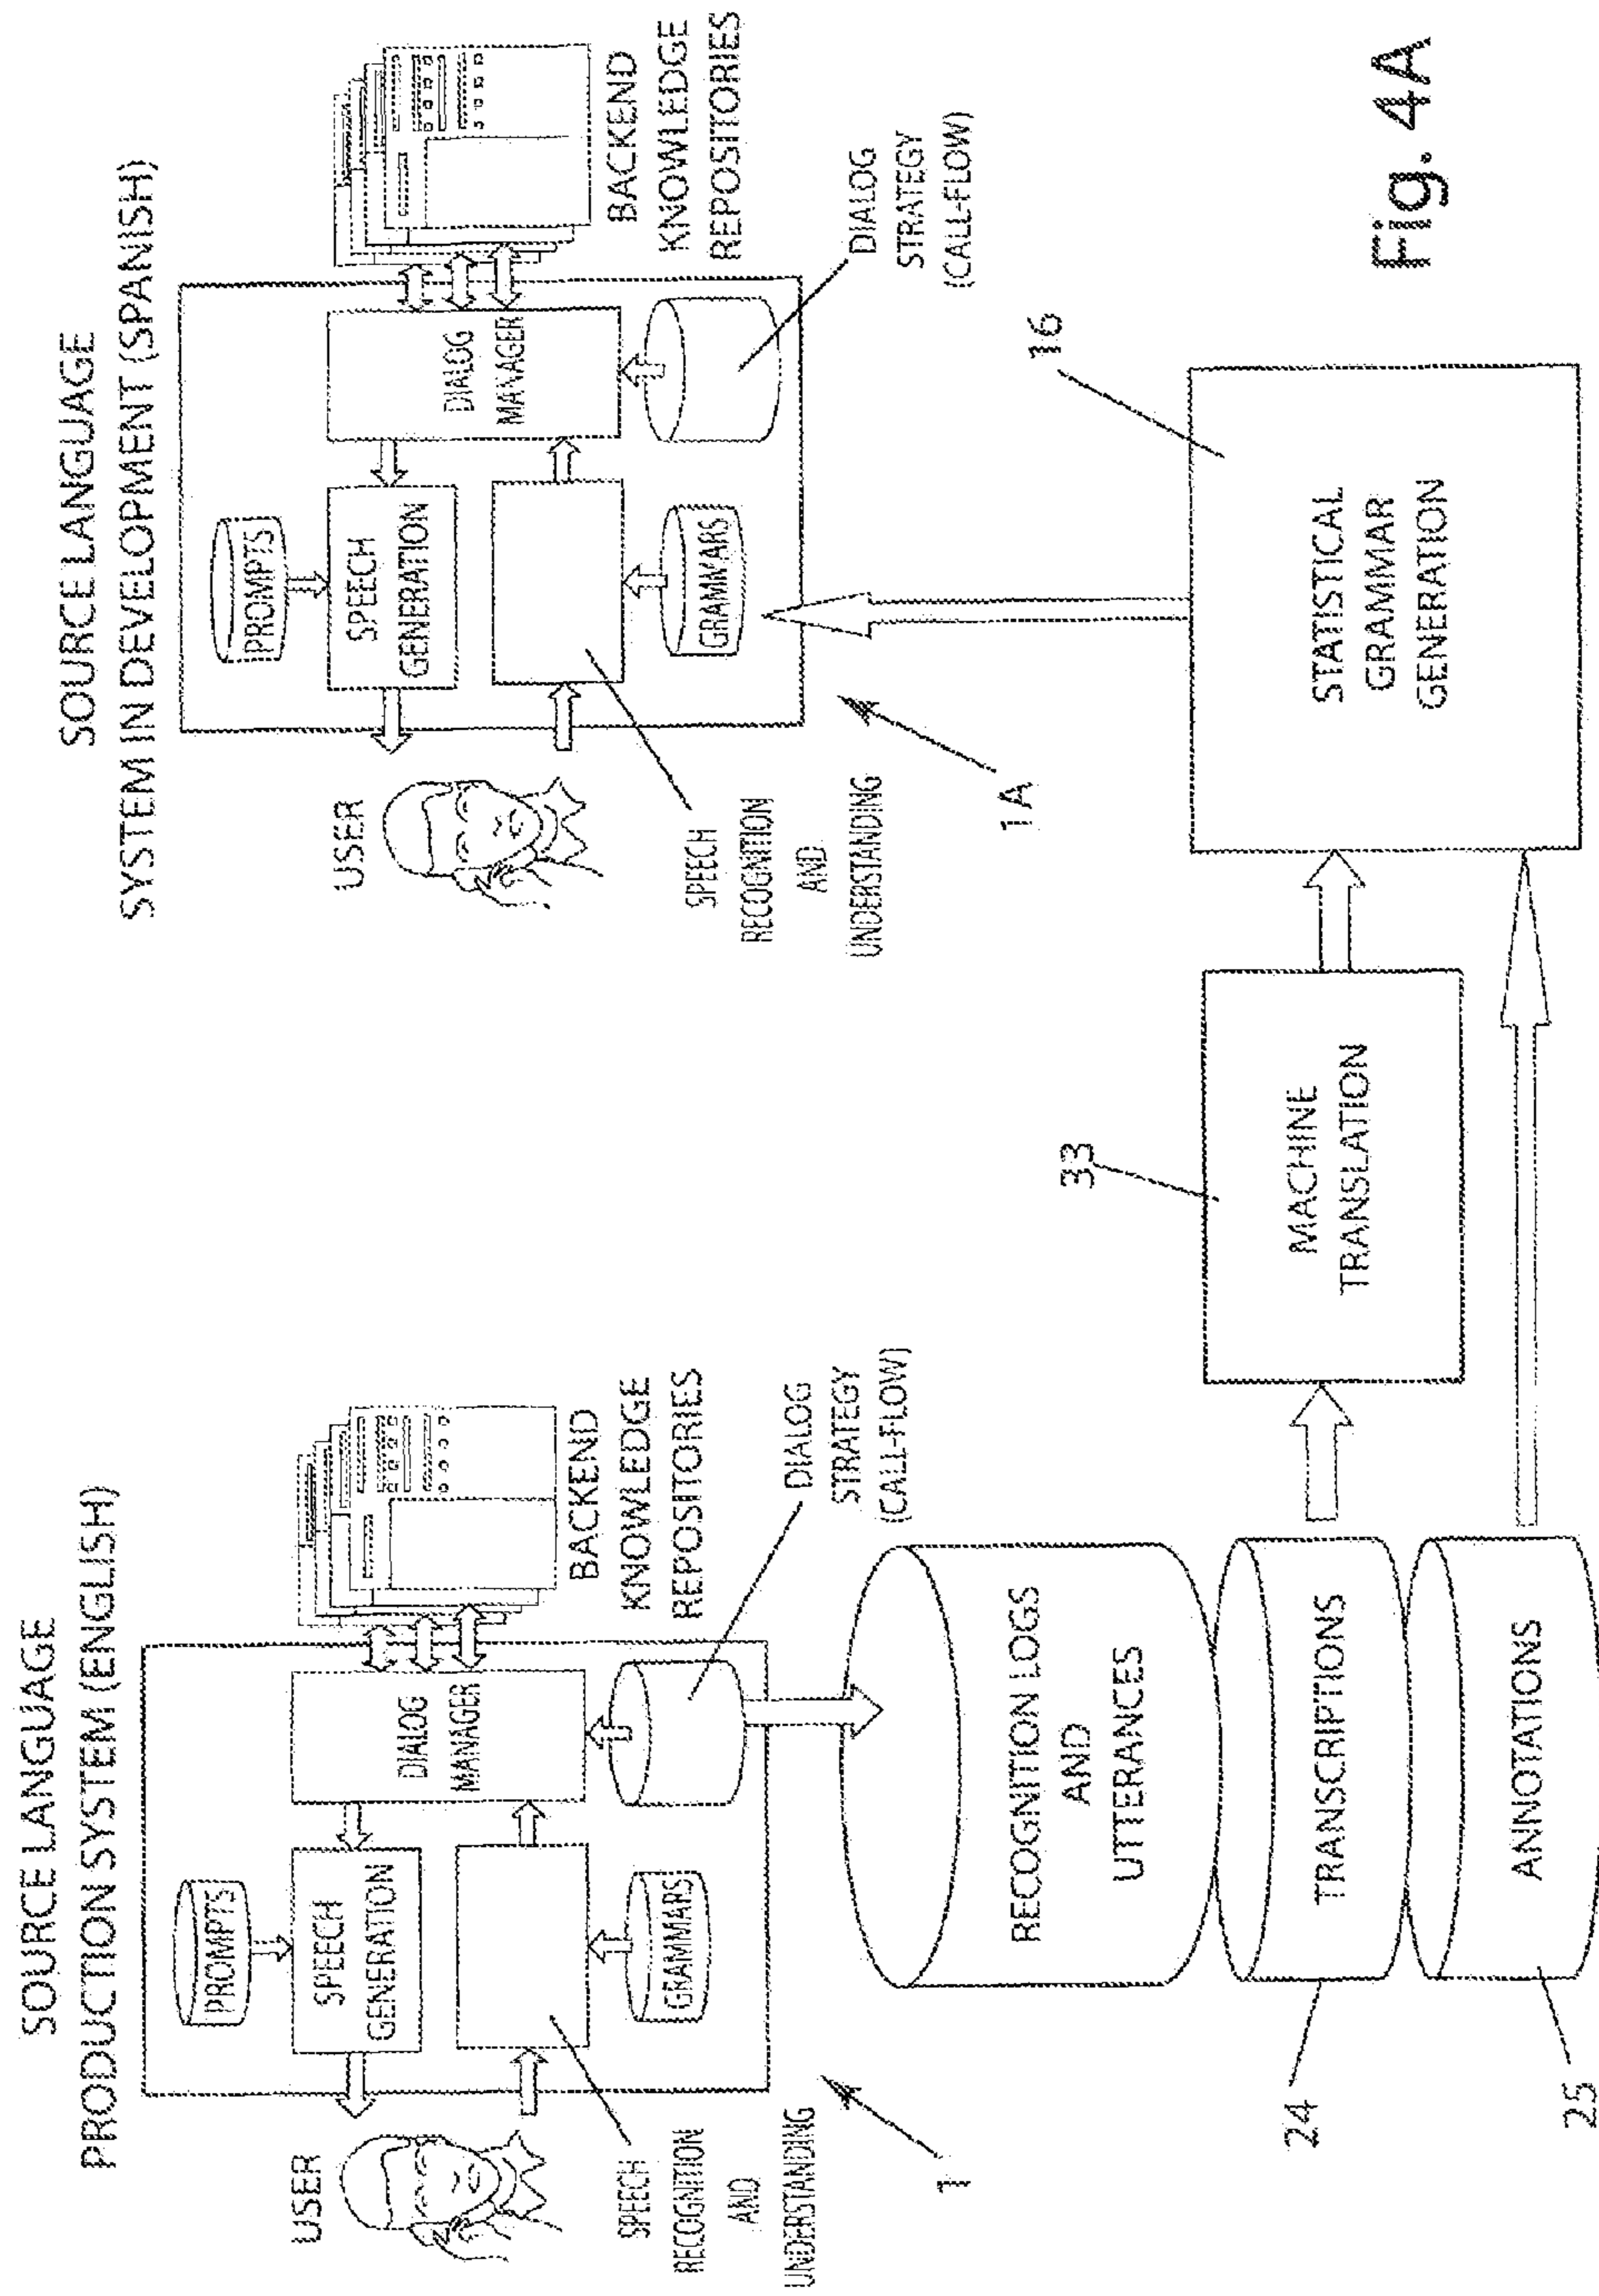 SOURCE LANGUAGE
PRODUCTION SYSTEM (ENGLISH)
USER
PROMPTS
SPEECH
GENERATION
DIALOG
MANAGER
GRAMMARS
BACKEND
KNOWLEDGE
REPOSITORIES
SPEECH
RECOGNITION
AND
UNDERSTANDING
DIALOG
STRATEGY
(CALL-FLOW)
1
RECOGNITION LOGS
AND
UTTERANCES
TRANSCRIPTIONS
24
ANNOTATIONS
25
SOURCE LANGUAGE
SYSTEM IN DEVELOPMENT (SPANISH)
USER
PROMPTS
SPEECH
GENERATION
DIALOG
MANAGER
GRAMMARS
BACKEND
KNOWLEDGE
REPOSITORIES
SPEECH
RECOGNITION
AND
UNDERSTANDING
DIALOG
STRATEGY
(CALL-FLOW)
1A
33
MACHINE
TRANSLATION
16
STATISTICAL
GRAMMAR
GENERATION
Fig. 4A